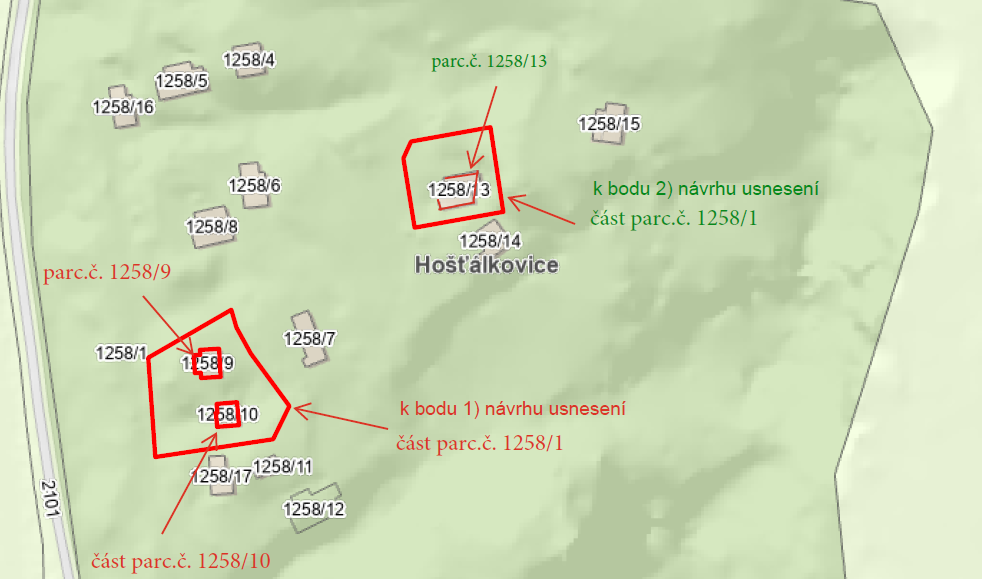 1258/4
parc.č. 1258/13
1258/5
1258/16
1258/15
1258/6
1258/13
k bodu 2) návrhu usnesení
část parc.č. 1258/1
1258/8
1258/14
Hošťálkovice
parc.č. 1258/9
1258/7
1258/1
1258/9
1258/10
k bodu 1) návrhu usnesení
část parc.č. 1258/1
1258/17
1258/11
2101
1258/12
část parc.č. 1258/10